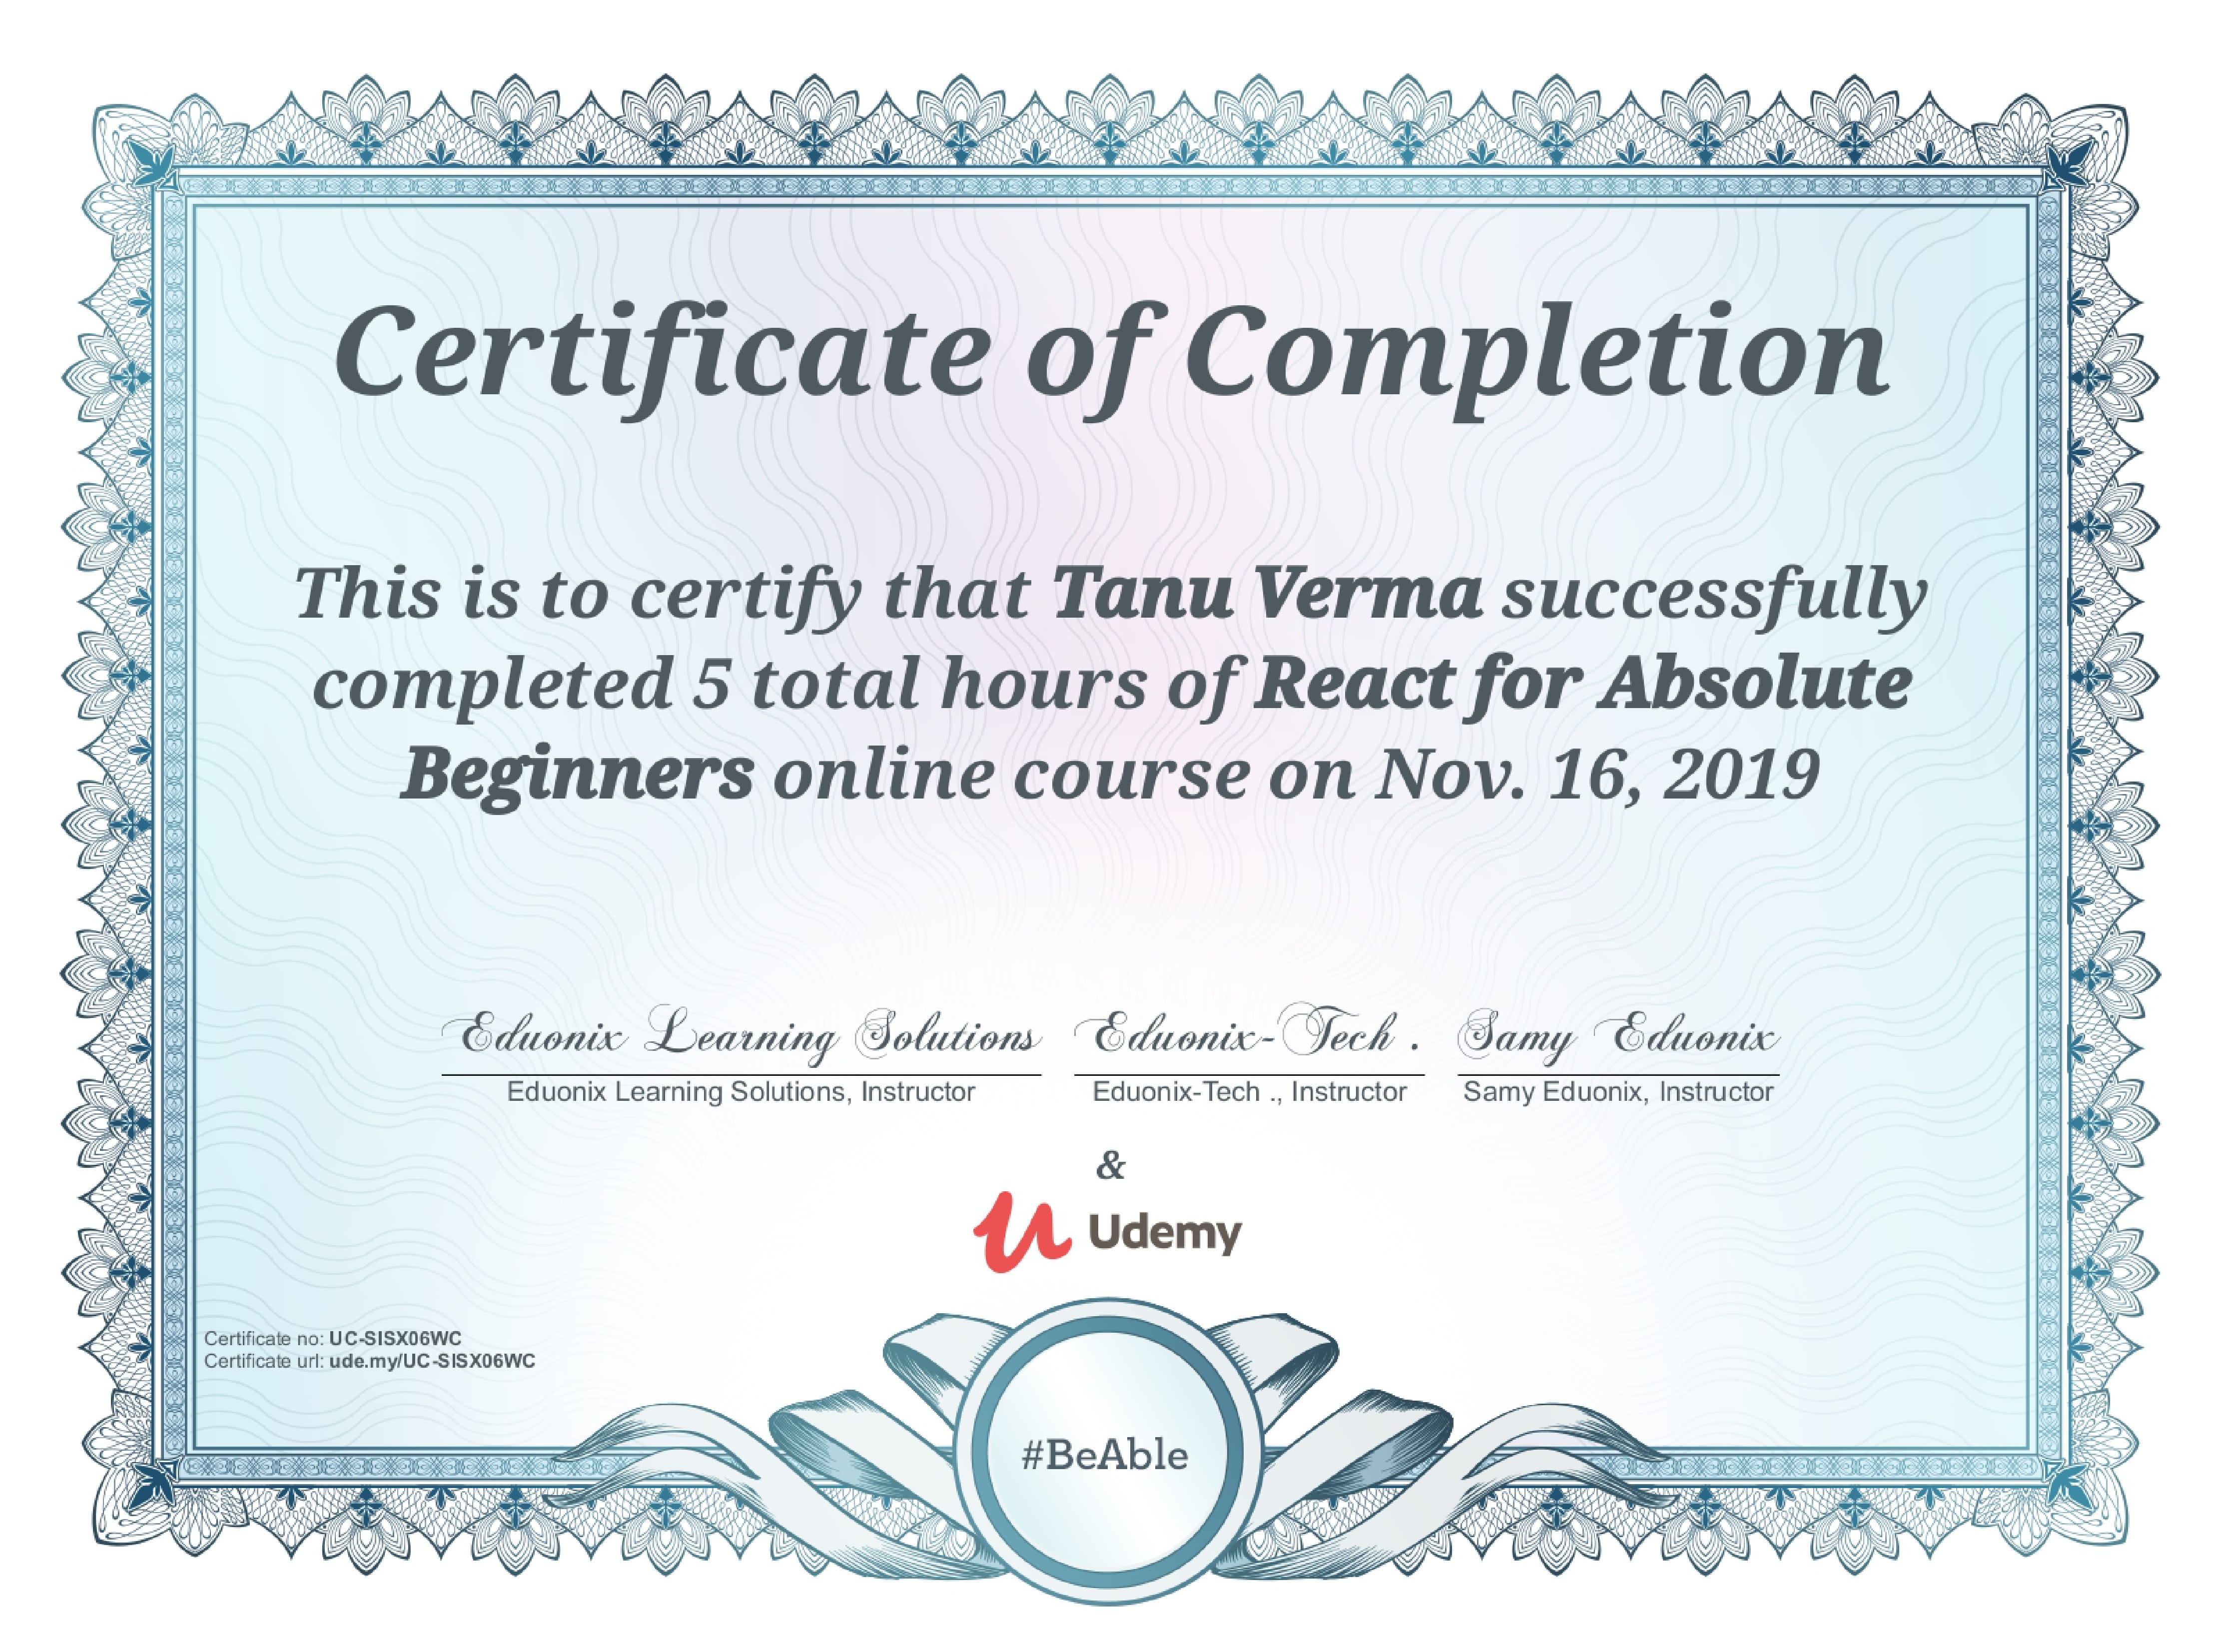 Certificate of Completion
This is to certify that Tanu Verma successfully
completed 5 total hours of React for Absolute
Beginners online course on Nov. 16, 2019
Eduonix Learning Solutions Eduonix-Tech . Samy Eduonix
Eduonix Learning Solutions, Instructor Eduonix-Tech ., Instructor Samy Eduonix, Instructor
&
Udemy
Certificate no: UC-SISX06WC
Certificate url: ude.my/UC-SISX06WC
#BeAble